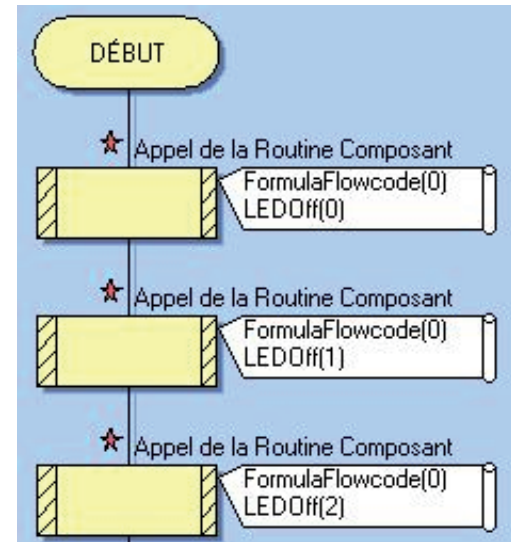 DÉBUT
Appel de la Routine Composant
FormulaFlowcode(0)
LEDOff(0)
Appel de la Routine Composant
FormulaFlowcode(0)
LEDOff(1)
Appel de la Routine Composant
FormulaFlowcode(0)
LEDOff(2)